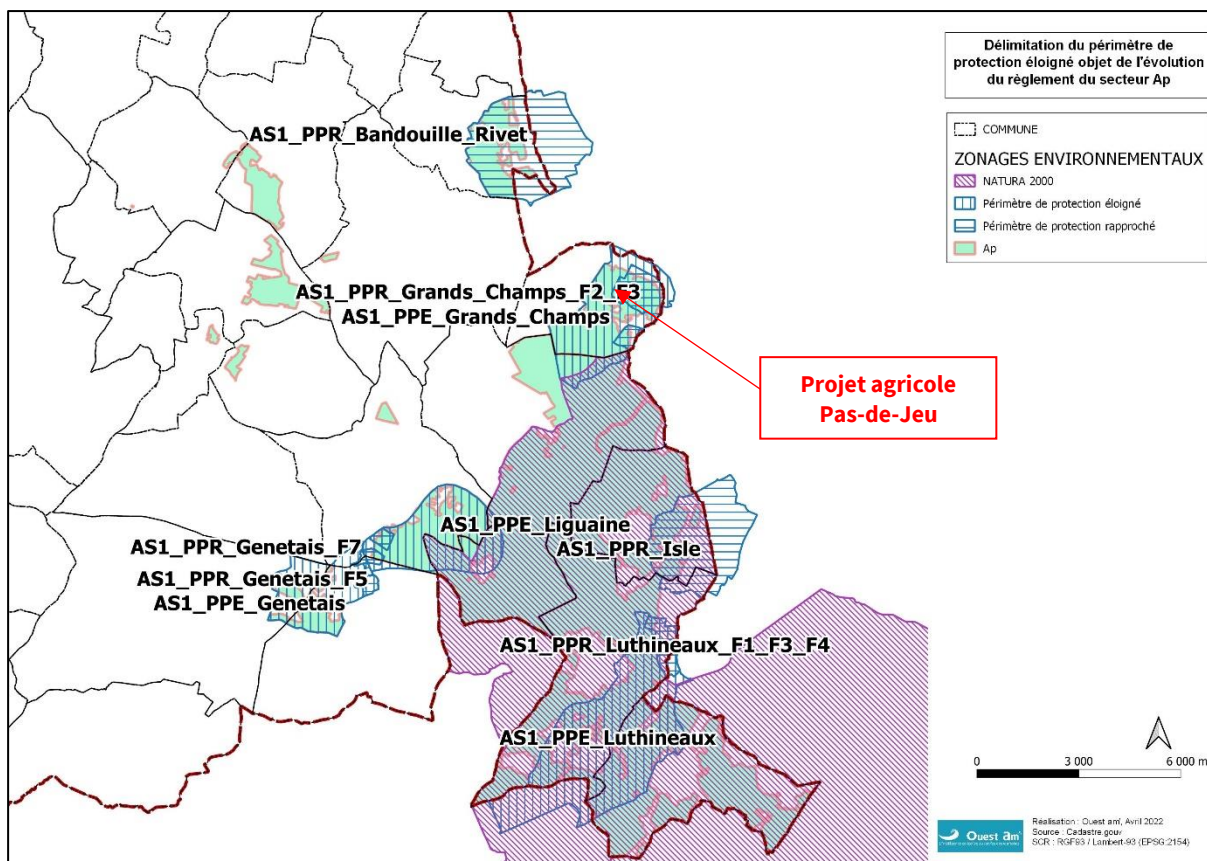 Délimitation du périmètre de
protection éloigné objet de l'évolution
du règlement du secteur Ap
COMMUNE
ZONAGES ENVIRONNEMENTAUX
NATURA 2000
Périmètre de protection éloigné
Périmètre de protection rapproché
Ap
AS1_PPR_Bandouille_Rivet
AS1_PPR_Grands_Champs_F2_F3
AS1_PPE_Grands_Champs
Projet agricole
Pas-de-Jeu
AS1_PPE_Liguaine
AS1_PPR_Isle
AS1_PPR_Genetais_F7
AS1_PPR_Genetais_F5
AS1_PPE_Genetais
AS1_PPR_Luthineaux_F1_F3_F4
AS1_PPE_Luthineaux
0 3 000 6 000 m
Ouest am'
Réalisation : Ouest am', Avril 2022
Source : Cadastre.gouv
SCR : RGF93 / Lambert-93 (EPSG:2154)